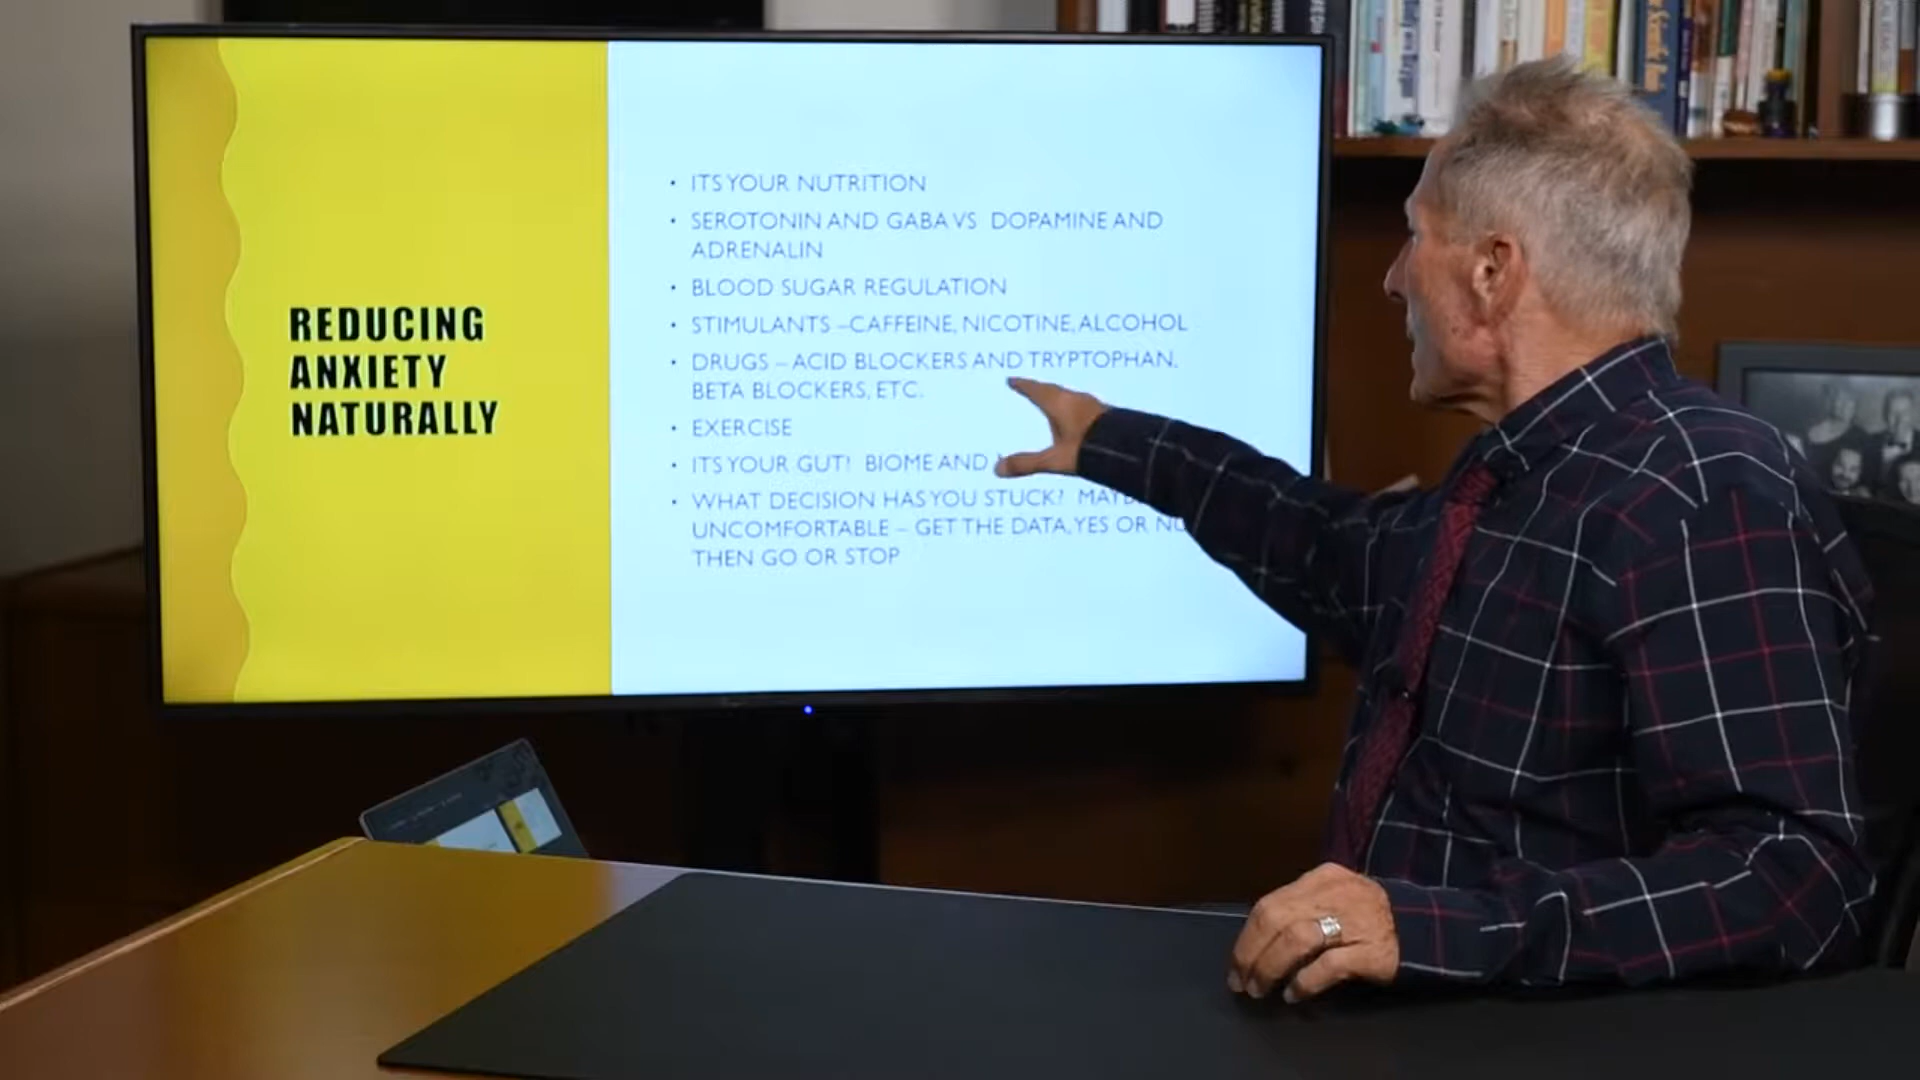 REDUCING
ANXIETY
NATURALLY
• ITS YOUR NUTRITION
• SEROTONIN AND GABA VS DOPAMINE AND
ADRENALIN
• BLOOD SUGAR REGULATION
• STIMULANTS –CAFFEINE, NICOTINE, ALCOHOL
• DRUGS – ACID BLOCKERS AND TRYPTOPHAN,
BETA BLOCKERS, ETC.
• EXERCISE
• ITS YOUR GUT! BIOME AND
• WHAT DECISION HAS YOU STUCK?
UNCOMFORTABLE – GET THE DATA, YES OR
THEN GO OR STOP